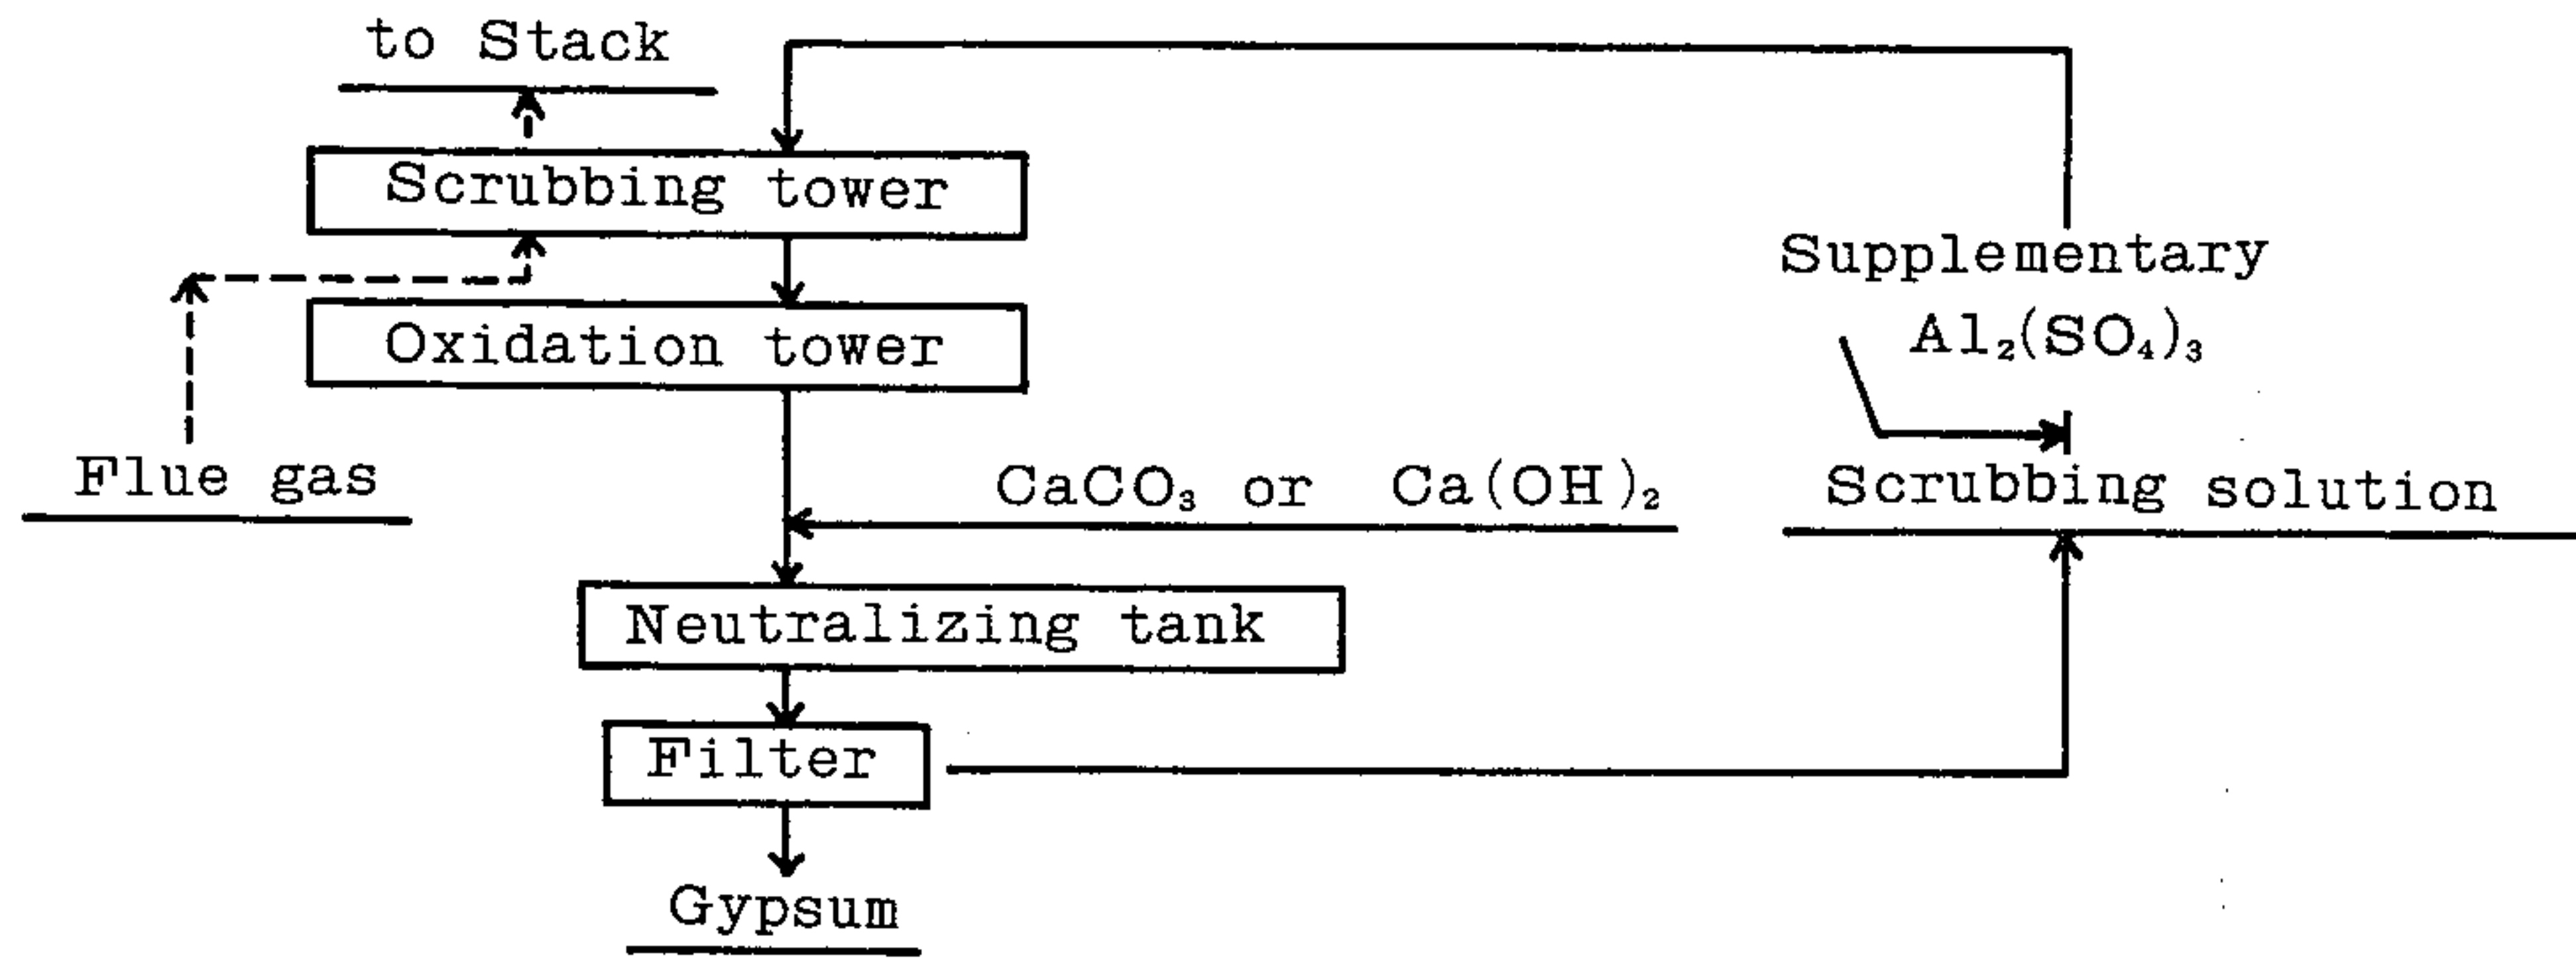 to Stack
Scrubbing tower
Supplementary
Al₂(SO₄)₃
Oxidation tower
Flue gas
CaCO₃ or Ca(OH)₂
Scrubbing solution
Neutralizing tank
Filter
Gypsum